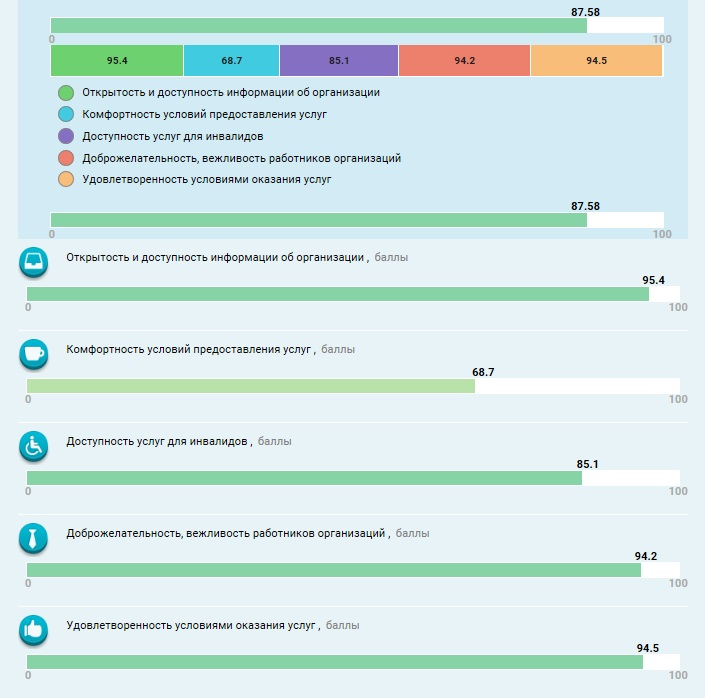 87.58
0 100
95.4 68.7 85.1 94.2 94.5
Открытость и доступность информации об организации
Комфортность условий предоставления услуг
Доступность услуг для инвалидов
Доброжелательность, вежливость работников организаций
Удовлетворенность условиями оказания услуг
87.58
0 100
Открытость и доступность информации об организации , баллы
95.4
0 100
Комфортность условий предоставления услуг , баллы
68.7
0 100
Доступность услуг для инвалидов , баллы
85.1
0 100
Доброжелательность, вежливость работников организаций , баллы
94.2
0 100
Удовлетворенность условиями оказания услуг , баллы
94.5
0 100